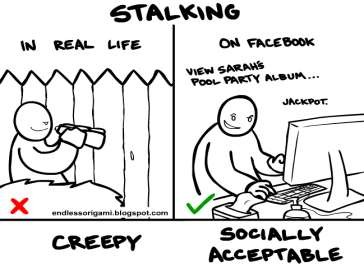 STALKING
IN REAL LIFE
ON FACEBOOK
VIEW SARAH'S
POOL PARTY ALBUM...
JACKPOT.
endlessorigami.blogspot.com
CREEPY
SOCIALLY
ACCEPTABLE